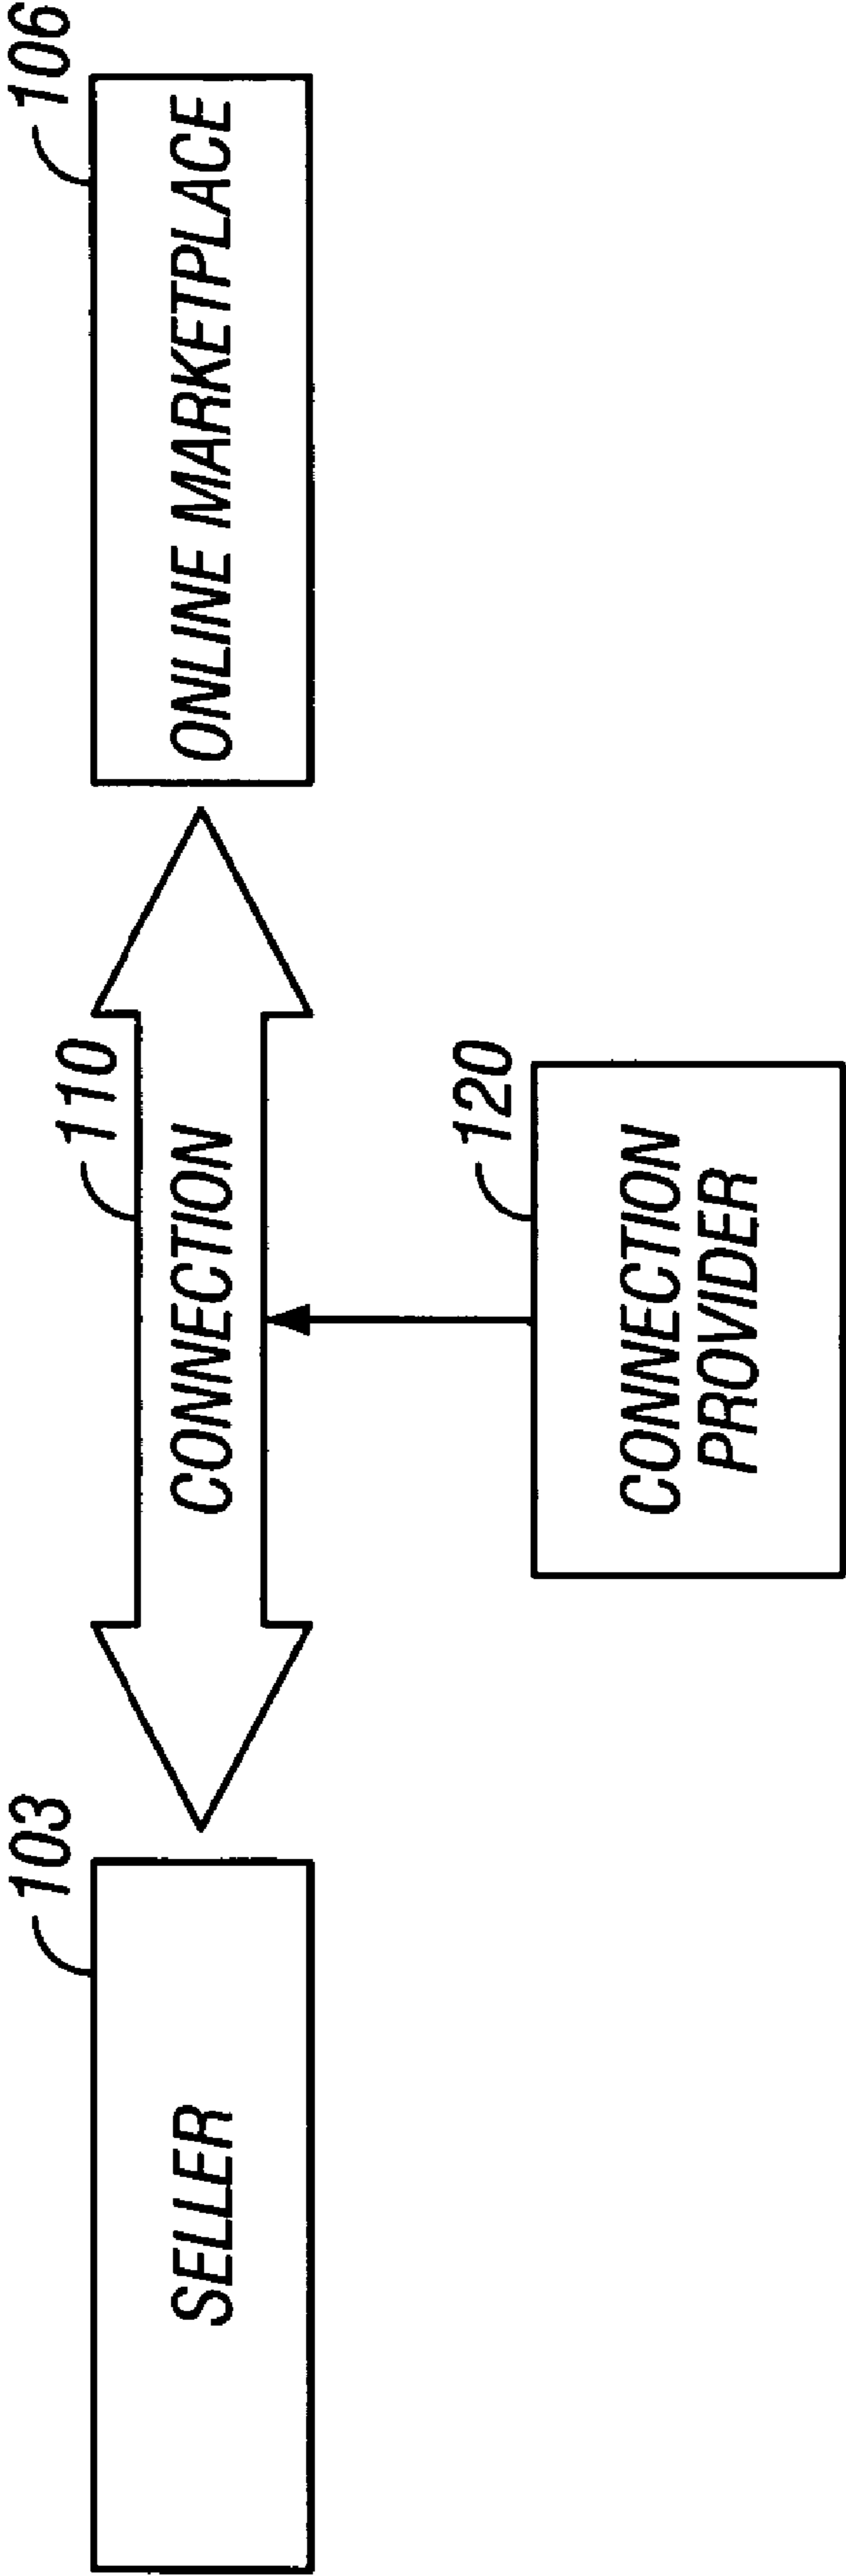 103
SELLER
110
CONNECTION
106
ONLINE MARKETPLACE
120
CONNECTION
PROVIDER